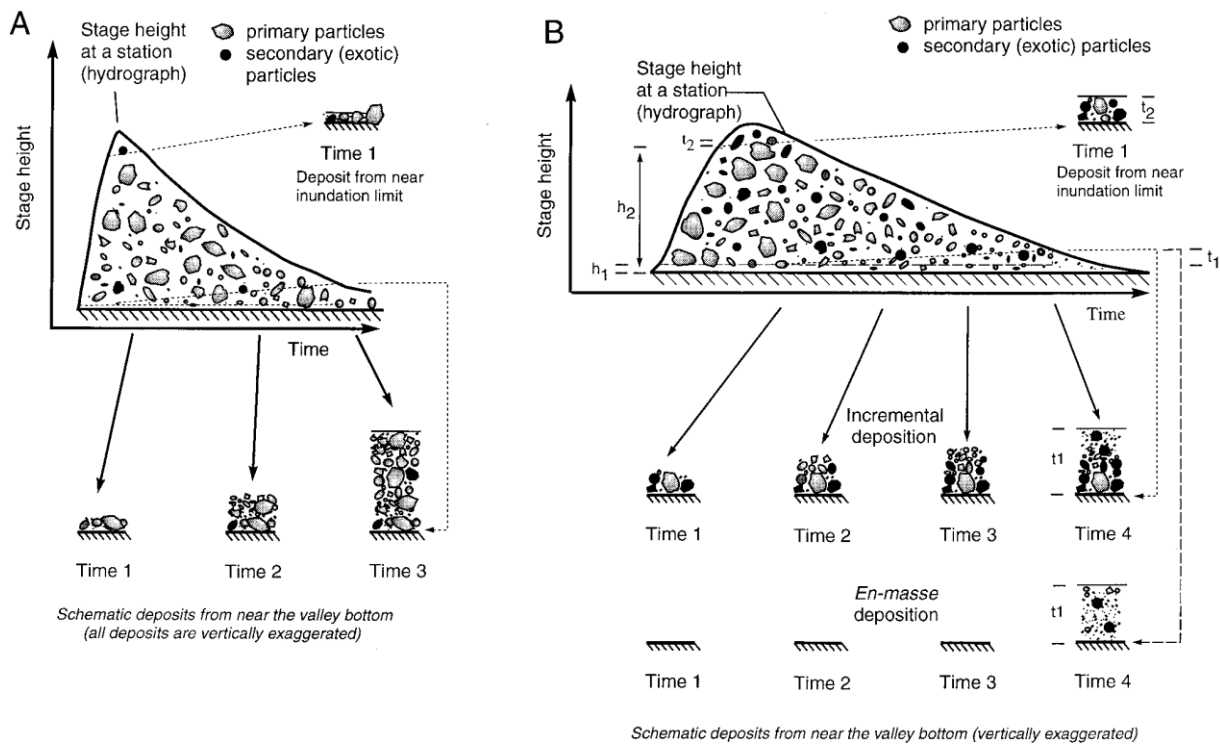 A
Stage height
at a station
(hydrograph)
primary particles
secondary (exotic)
particles
Stage height
Time 1
Deposit from near
inundation limit
Time
Time 1
Time 2
Time 3
Schematic deposits from near the valley bottom
(all deposits are vertically exaggerated)
B
primary particles
secondary (exotic) particles
Stage height
at a station
(hydrograph)
Stage height
t2
h2
h1
t2
Time 1
Deposit from near
inundation limit
t1
Time
Incremental
deposition
t1
Time 1
Time 2
Time 3
Time 4
En-masse
deposition
t1
Time 1
Time 2
Time 3
Time 4
Schematic deposits from near the valley bottom (vertically exaggerated)